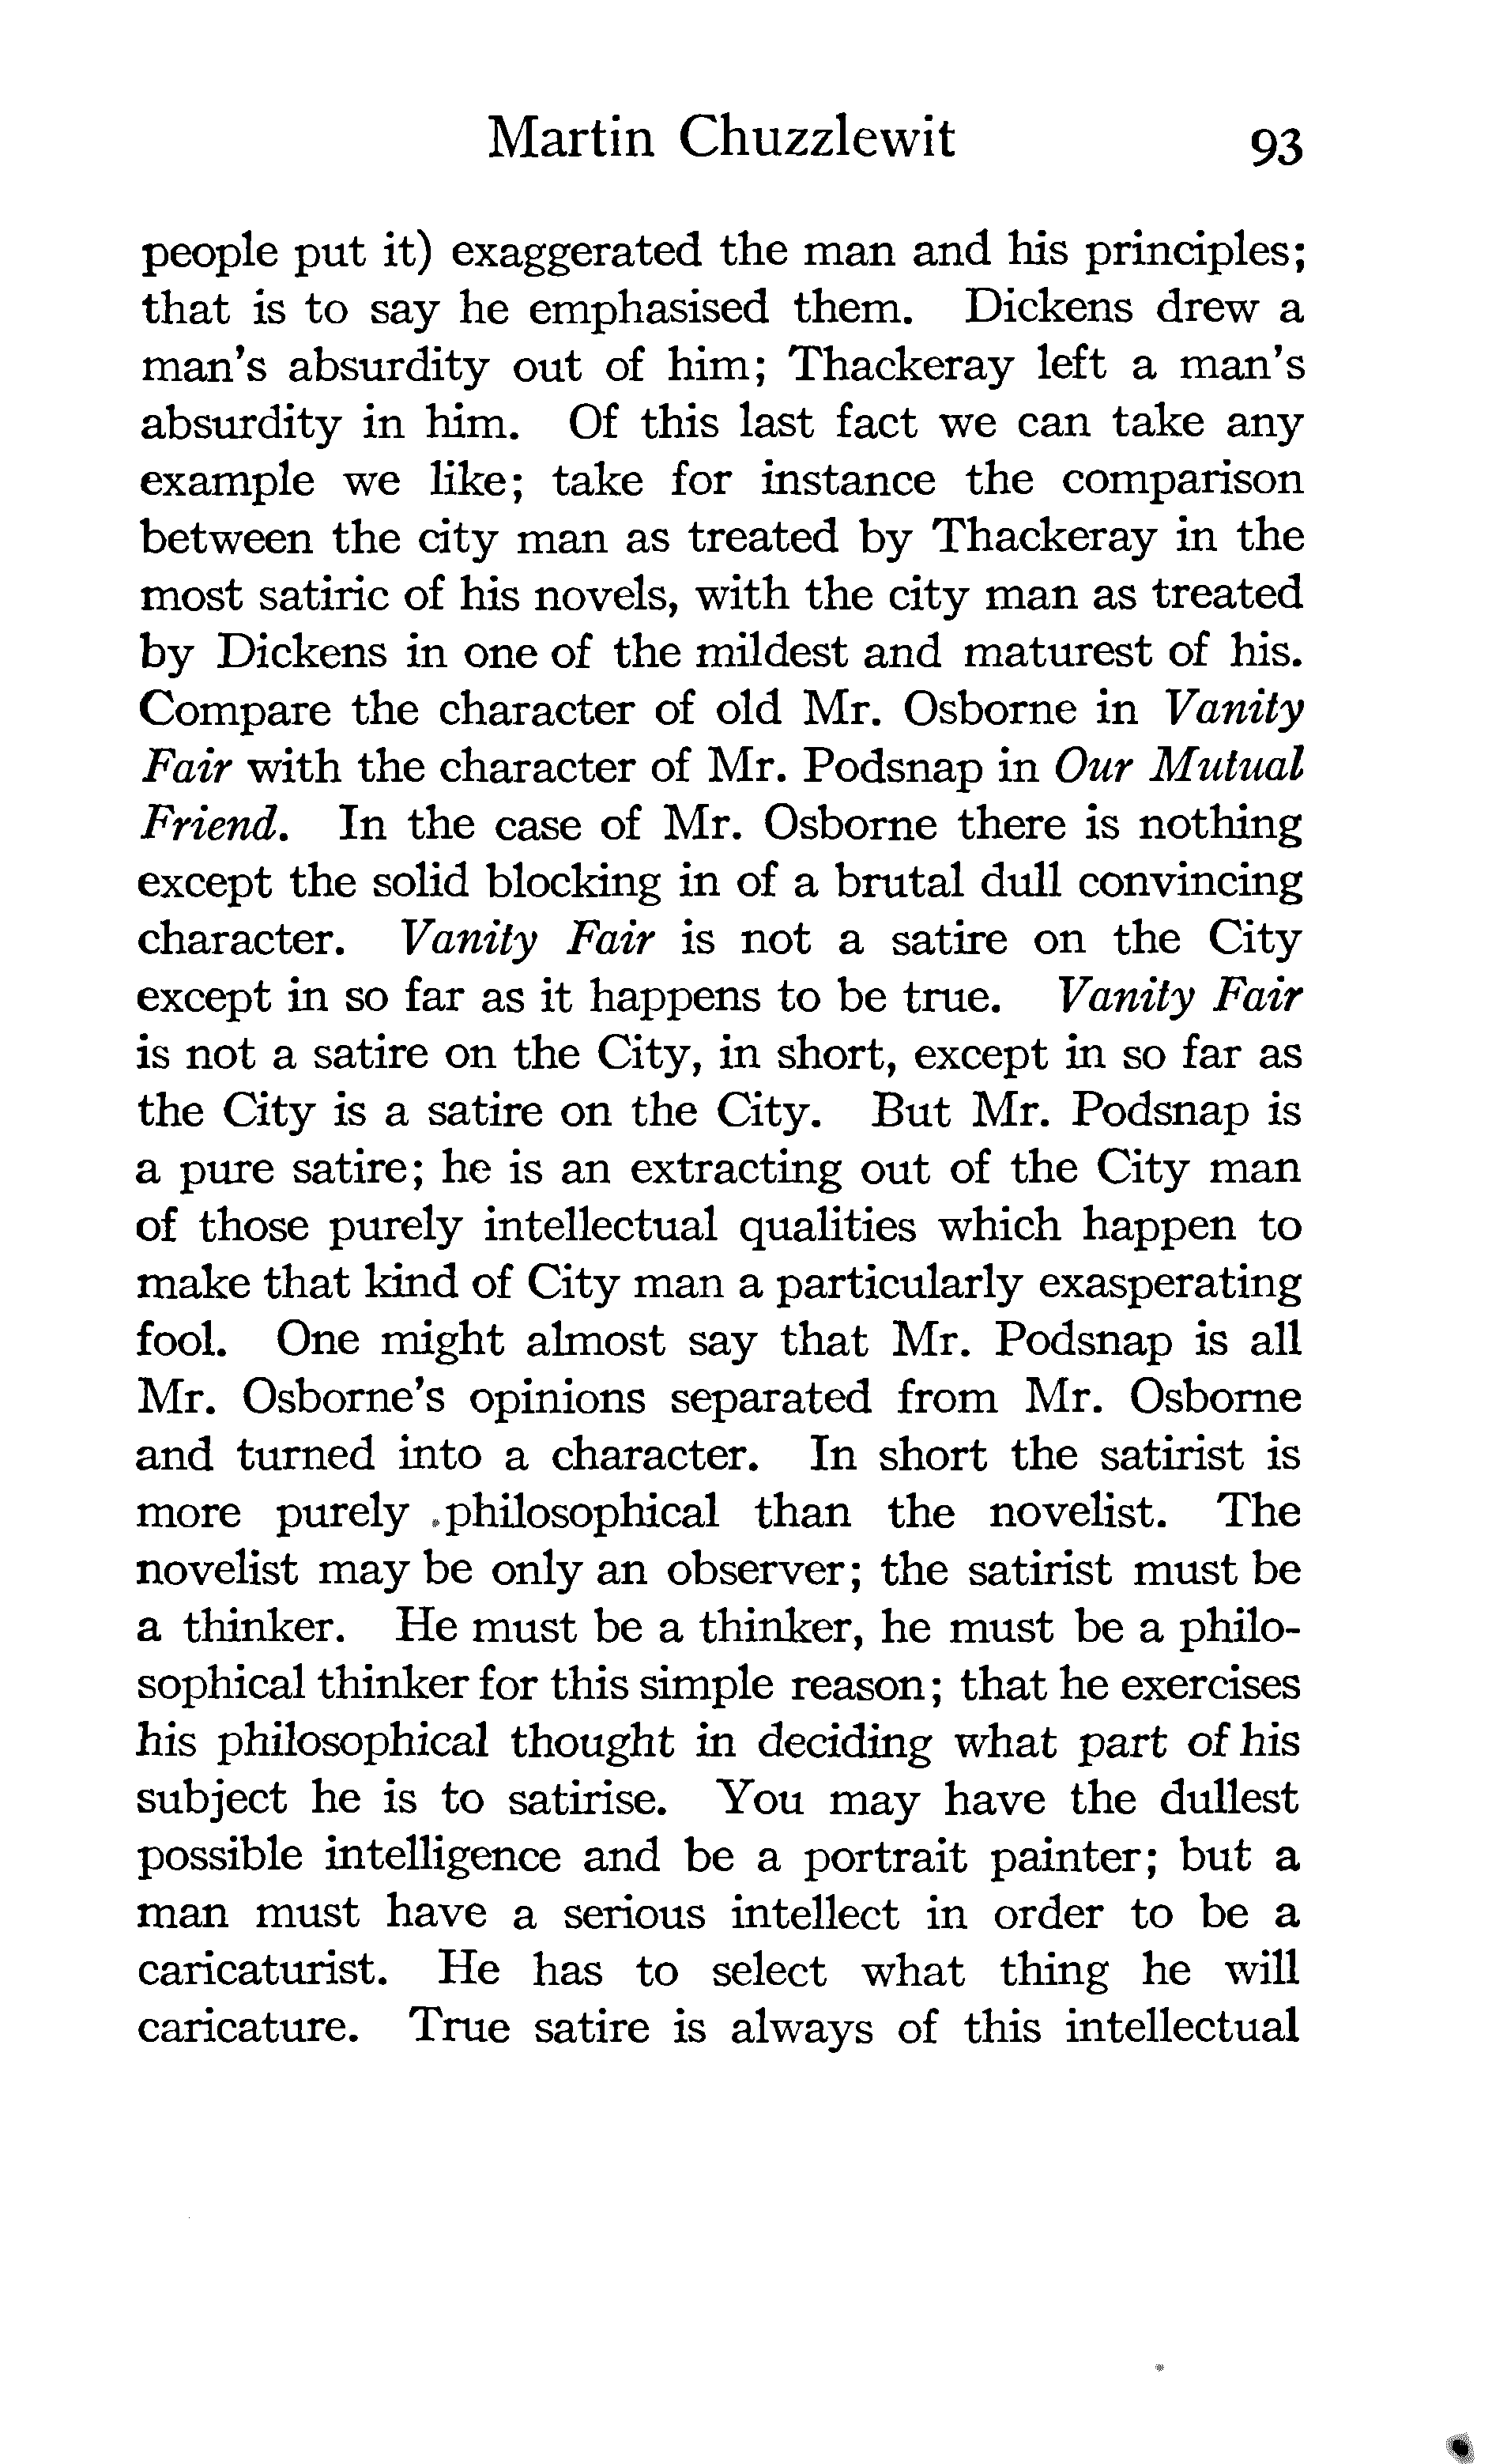 Martin Chuzzlewit 93
people put it) exaggerated the man and his principles;
that is to say he emphasised them. Dickens drew a
man's absurdity out of him; Thackeray left a man's
absurdity in him. Of this last fact we can take any
example we like; take for instance the comparison
between the city man as treated by Thackeray in the
most satiric of his novels, with the city man as treated
by Dickens in one of the mildest and maturest of his.
Compare the character of old Mr. Osborne in Vanity
Fair with the character of Mr. Podsnap in Our Mutual
Friend. In the case of Mr. Osborne there is nothing
except the solid blocking in of a brutal dull convincing
character. Vanity Fair is not a satire on the City
except in so far as it happens to be true. Vanity Fair
is not a satire on the City, in short, except in so far as
the City is a satire on the City. But Mr. Podsnap is
a pure satire; he is an extracting out of the City man
of those purely intellectual qualities which happen to
make that kind of City man a particularly exasperating
fool. One might almost say that Mr. Podsnap is all
Mr. Osborne's opinions separated from Mr. Osborne
and turned into a character. In short the satirist is
more purely philosophical than the novelist. The
novelist may be only an observer; the satirist must be
a thinker. He must be a thinker, he must be a philo-
sophical thinker for this simple reason; that he exercises
his philosophical thought in deciding what part of his
subject he is to satirise. You may have the dullest
possible intelligence and be a portrait painter; but a
man must have a serious intellect in order to be a
caricaturist. He has to select what thing he will
caricature. True satire is always of this intellectual